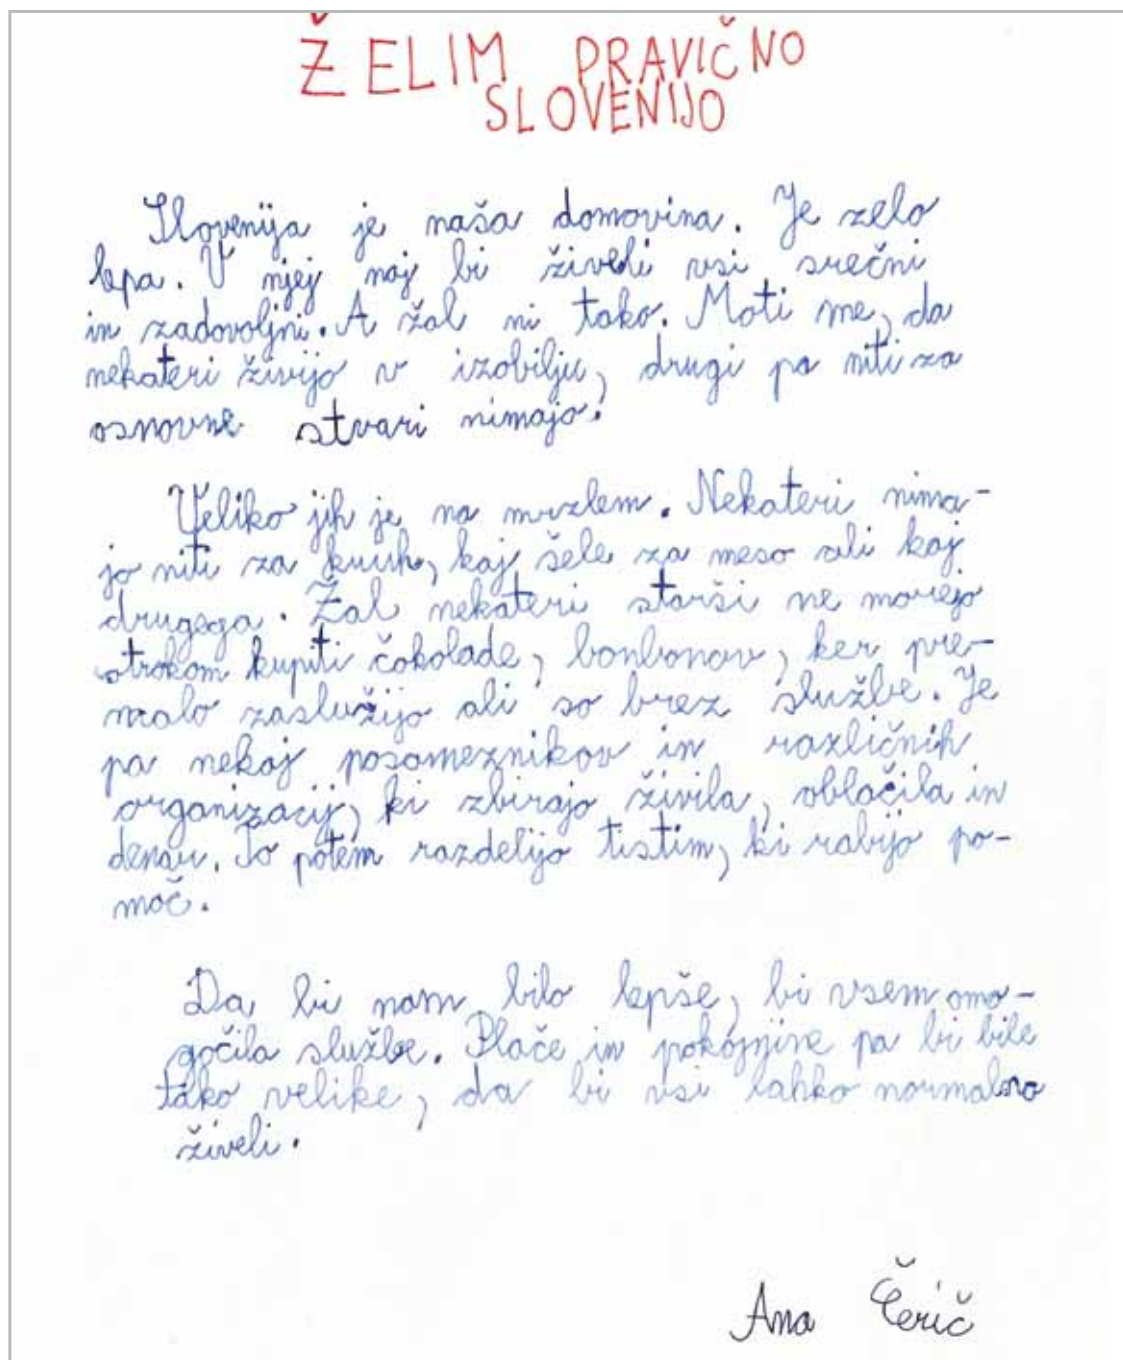 ŽELIM PRAVIČNO
SLOVENIJO
Slovenija je naša domovina. Je zelo
lepa. V njej naj bi živeli vsi srečni
in zadovoljni. A žal ni tako. Moti me, da
nekateri živijo v izobilju, drugi pa niti za
osnovne stvari nimajo.
Veliko jih je na mrzlem. Nekateri nima-
jo niti za kruh, kaj šele za meso ali kaj
drugega. Žal nekateri starši ne morejo
otrokom kupiti čokolade, bonbonov, ker pre-
malo zaslužijo ali so brez službe. Je
pa nekaj posameznikov in različnih
organizacij, ki zbirajo živila, oblačila in
denar. To potem razdelijo tistim, ki rabijo po-
moč.
Da bi nam bilo lepše, bi vsem omo-
gočila službe. Plače in pokojnine pa bi bile
tako velike, da bi vsi lahko normalno
živeli.
Ana Čerič